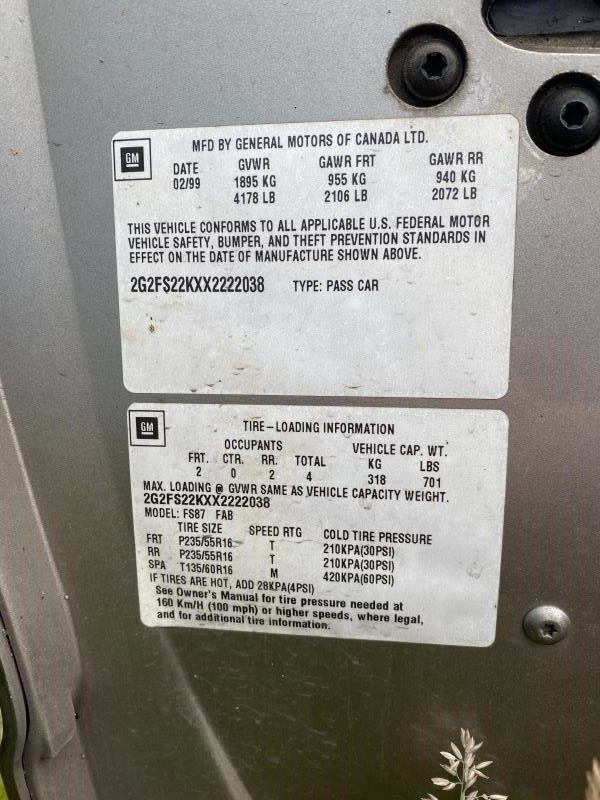 GM
MFD BY GENERAL MOTORS OF CANADA LTD.
DATE GVWR GAWR FRT GAWR RR
02/99 1895 KG 955 KG 940 KG
4178 LB 2106 LB 2072 LB
THIS VEHICLE CONFORMS TO ALL APPLICABLE U.S. FEDERAL MOTOR
VEHICLE SAFETY, BUMPER, AND THEFT PREVENTION STANDARDS IN
EFFECT ON THE DATE OF MANUFACTURE SHOWN ABOVE.
2G2FS22KXX2222038 TYPE: PASS CAR
GM
TIRE-LOADING INFORMATION
OCCUPANTS VEHICLE CAP. WT.
FRT. CTR. RR. TOTAL KG LBS
2 0 2 4 318 701
MAX. LOADING @ GVWR SAME AS VEHICLE CAPACITY WEIGHT.
2G2FS22KXX2222038
MODEL: FS87 FAB
TIRE SIZE SPEED RTG COLD TIRE PRESSURE
FRT P235/55R16 T 210KPA(30PSI)
RR P235/55R16 T 210KPA(30PSI)
SPA T135/60R16 M 420KPA(60PSI)
IF TIRES ARE HOT, ADD 28KPA(4PSI)
See Owner's Manual for tire pressure needed at
160 Km/H (100 mph) or higher speeds, where legal,
and for additional tire information.